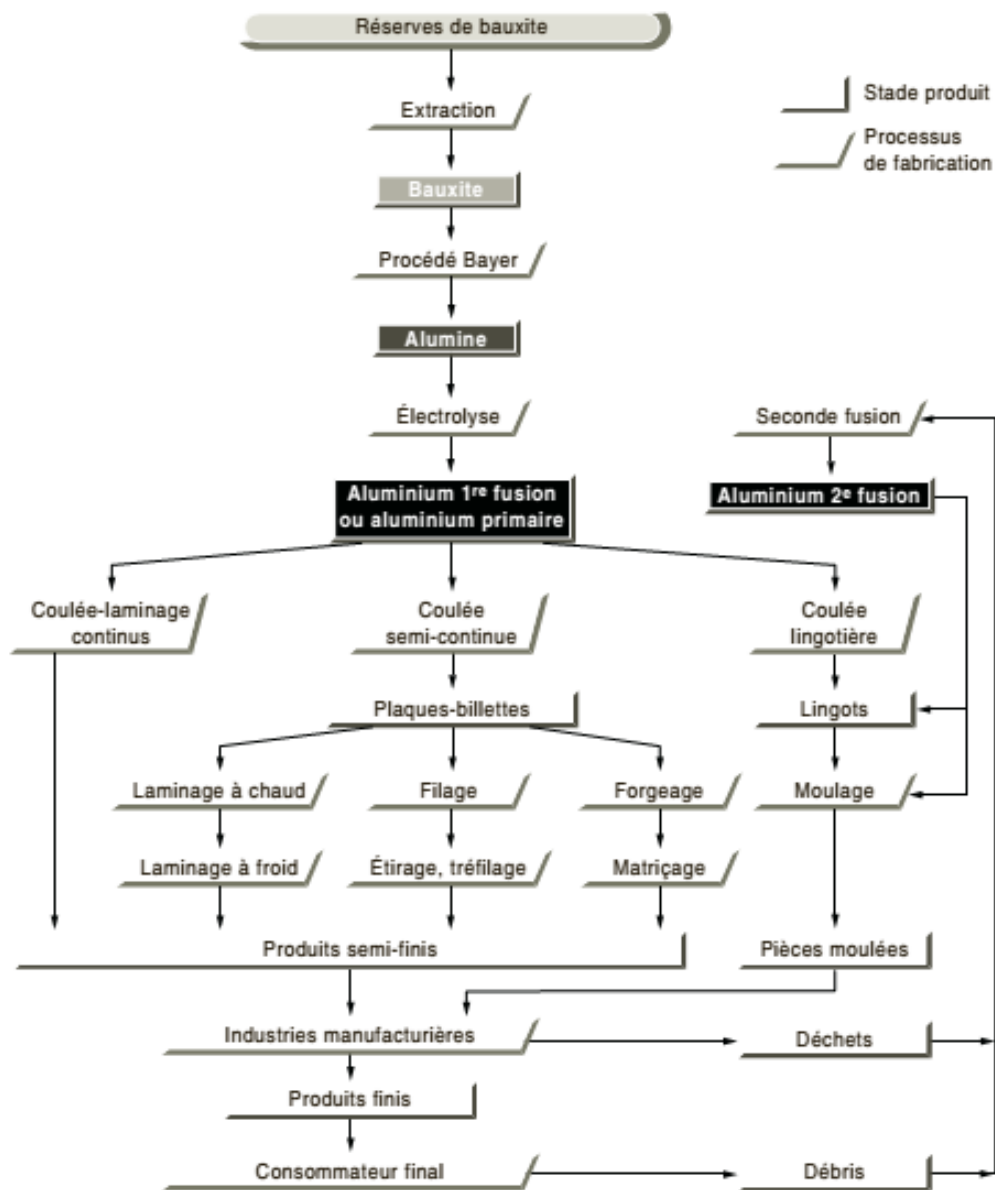 Réserves de bauxite
Stade produit
Extraction
Processus
de fabrication
Bauxite
Procédé Bayer
Alumine
Électrolyse
Seconde fusion
Aluminium 1re fusion
ou aluminium primaire
Aluminium 2e fusion
Coulée-laminage
continus
Coulée
semi-continue
Coulée
lingotière
Plaques-billettes
Lingots
Laminage à chaud
Filage
Forgeage
Moulage
Laminage à froid
Étirage, tréfilage
Matriçage
Produits semi-finis
Pièces moulées
Industries manufacturières
Déchets
Produits finis
Consommateur final
Débris